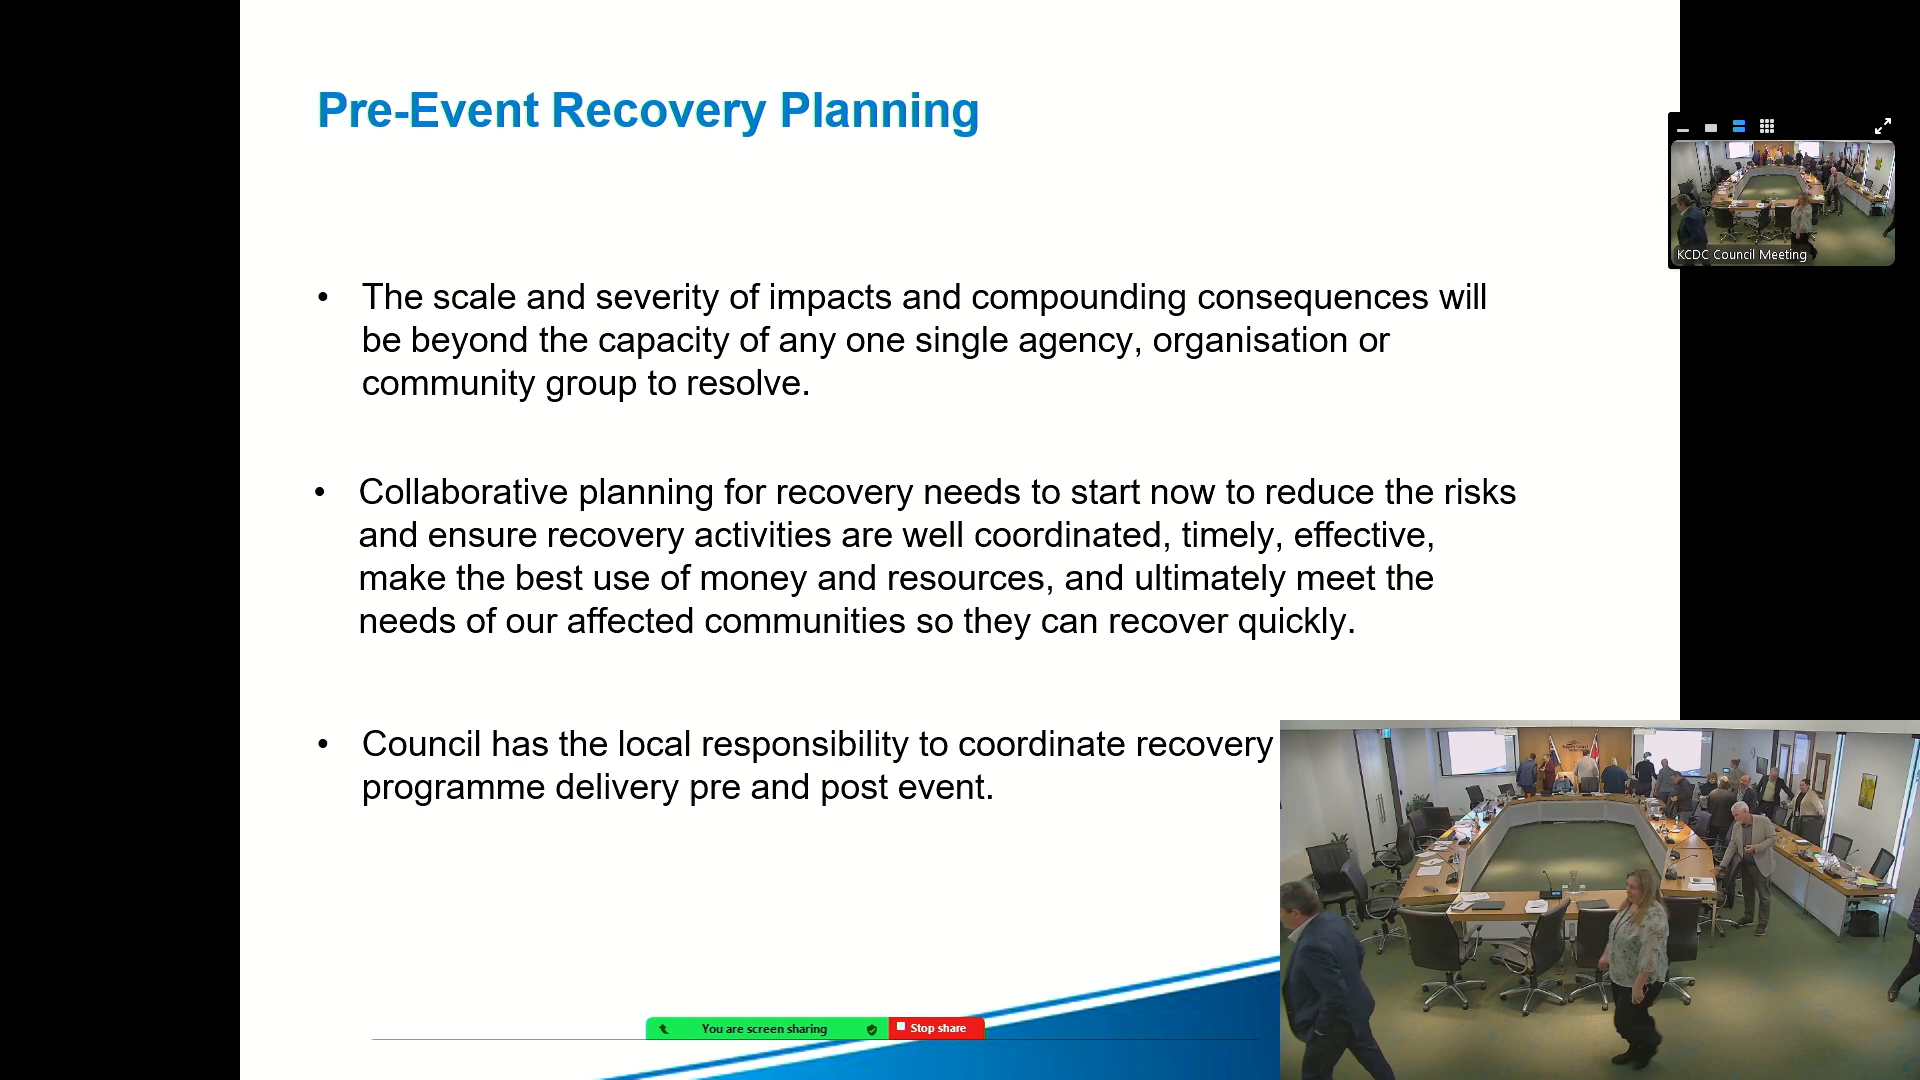 Pre-Event Recovery Planning
KCDC Council Meeting
• The scale and severity of impacts and compounding consequences will
be beyond the capacity of any one single agency, organisation or
community group to resolve.
• Collaborative planning for recovery needs to start now to reduce the risks
and ensure recovery activities are well coordinated, timely, effective,
make the best use of money and resources, and ultimately meet the
needs of our affected communities so they can recover quickly.
• Council has the local responsibility to coordinate recovery
programme delivery pre and post event.
You are screen sharing
Stop share